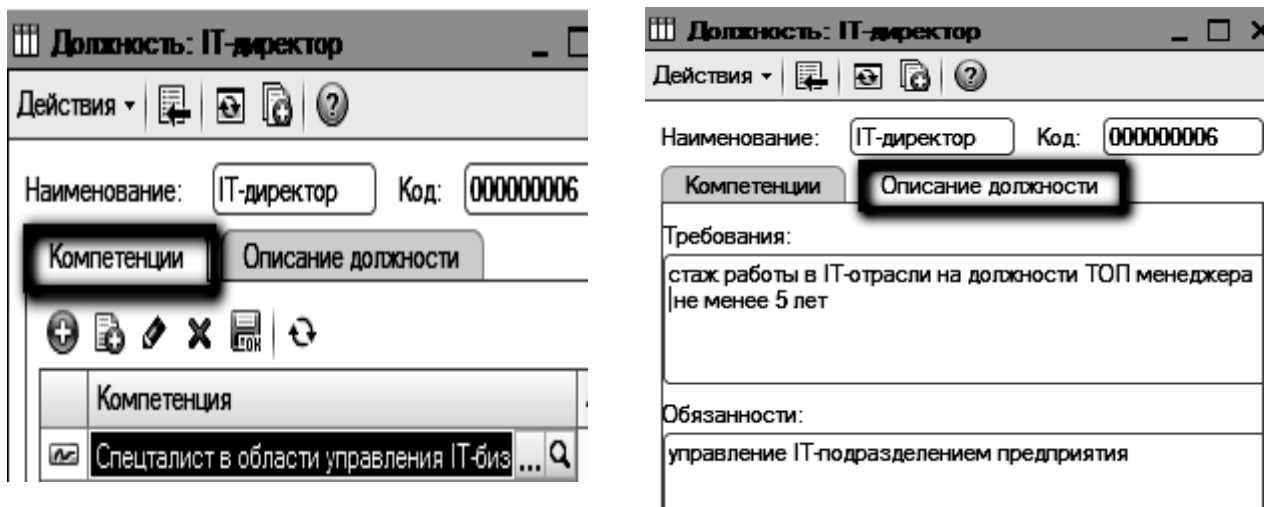 Должность: IT-директор
Действия
Наименование: IT-директор Код: 000000006
Компетенции Описание должности
Компетенция
Спецталист в области управления IT-биз ...
Должность: IT-директор
Действия
Наименование: IT-директор Код: 000000006
Компетенции Описание должности
Требования:
стаж работы в IT-отрасли на должности ТОП менеджера
не менее 5 лет
Обязанности:
управление IT-подразделением предприятия